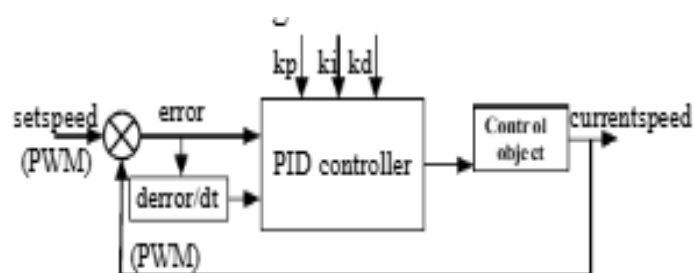 kp ki kd
setspeed
error
currentspeed
(PWM)
PID controller
Control
object
derror/dt
(PWM)